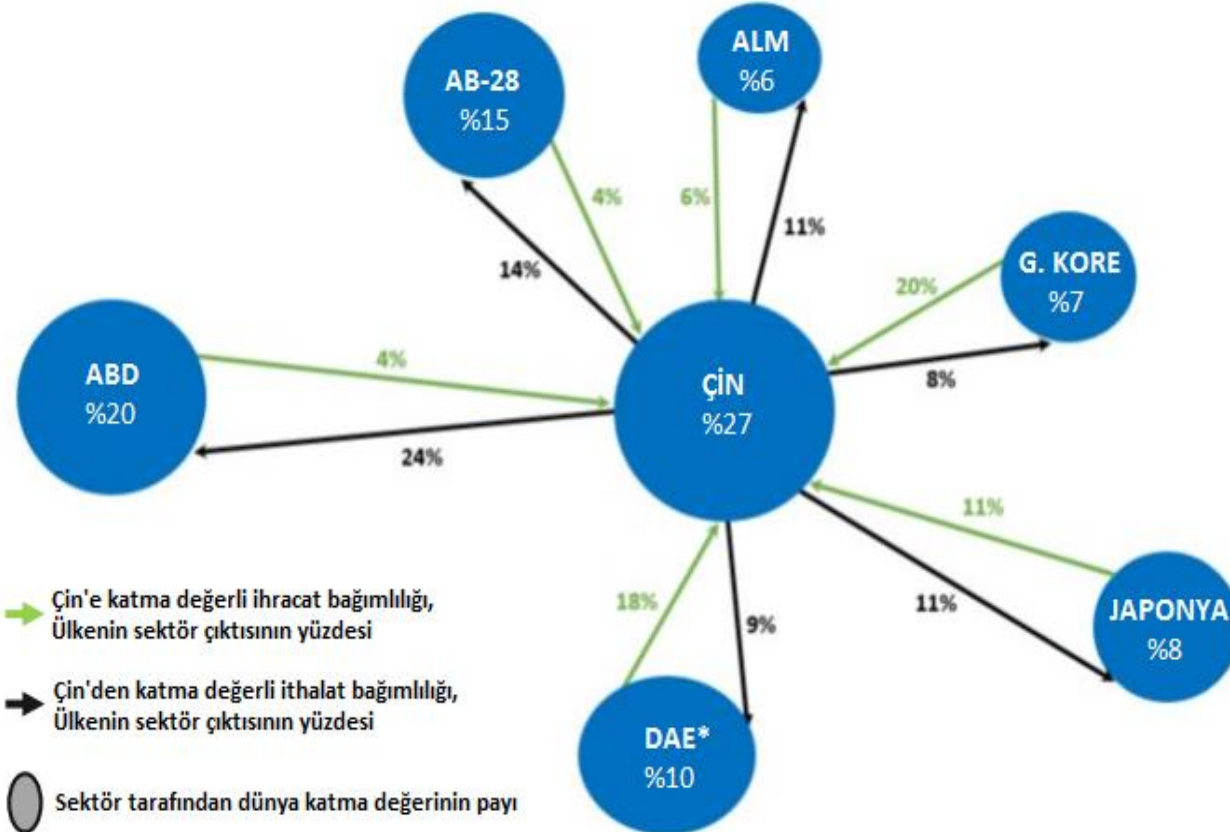 ALM
%6
AB-28
%15
4%
6%
11%
14%
G. KORE
%7
20%
8%
ABD
%20
4%
24%
ÇİN
%27
11%
11%
JAPONYA
%8
18%
9%
DAE*
%10
Çin'e katma değerli ihracat bağımlılığı,
Ülkenin sektör çıktısının yüzdesi
Çin'den katma değerli ithalat bağımlılığı,
Ülkenin sektör çıktısının yüzdesi
Sektör tarafından dünya katma değerinin payı